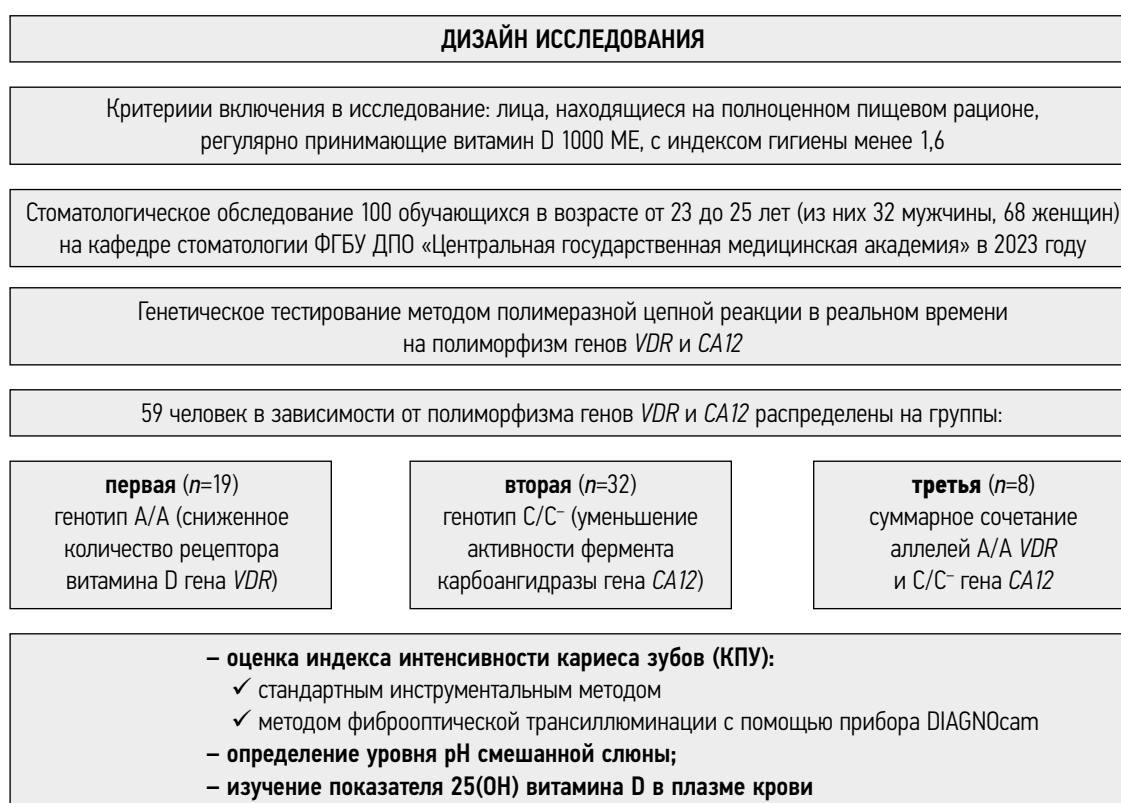 ДИЗАЙН ИССЛЕДОВАНИЯ
Критериии включения в исследование: лица, находящиеся на полноценном пищевом рационе,
регулярно принимающие витамин D 1000 МЕ, с индексом гигиены менее 1,6
Стоматологическое обследование 100 обучающихся в возрасте от 23 до 25 лет (из них 32 мужчины, 68 женщин)
на кафедре стоматологии ФГБУ ДПО «Центральная государственная медицинская академия» в 2023 году
Генетическое тестирование методом полимеразной цепной реакции в реальном времени
на полиморфизм генов VDR и CA12
59 человек в зависимости от полиморфизма генов VDR и CA12 распределены на группы:
первая (n=19)
генотип А/А (сниженное
количество рецептора
витамина D гена VDR)
вторая (n=32)
генотип С/С⁻ (уменьшение
активности фермента
карбоангидразы гена CA12)
третья (n=8)
суммарное сочетание
аллелей А/А VDR
и С/С⁻ гена CA12
– оценка индекса интенсивности кариеса зубов (КПУ):
✓ стандартным инструментальным методом
✓ методом фиброоптической трансиллюминации с помощью прибора DIAGNOcam
– определение уровня pH смешанной слюны;
– изучение показателя 25(ОН) витамина D в плазме крови